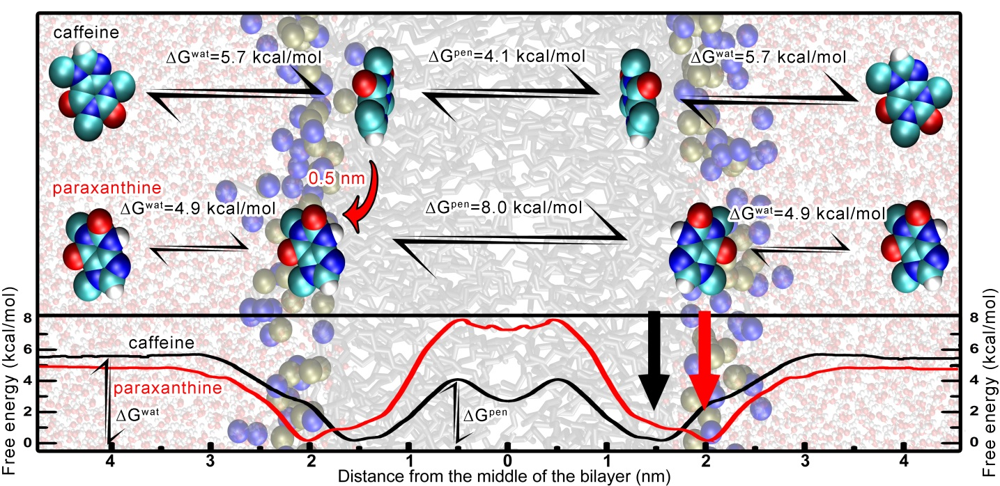 caffeine
ΔGwat=5.7 kcal/mol
ΔGpen=4.1 kcal/mol
ΔGwat=5.7 kcal/mol
0.5 nm
paraxanthine
ΔGwat=4.9 kcal/mol
ΔGpen=8.0 kcal/mol
ΔGwat=4.9 kcal/mol
Free energy (kcal/mol)
8
6
4
2
0
caffeine
paraxanthine
ΔGwat
ΔGpen
8
6
4
2
0
Free energy (kcal/mol)
4 3 2 1 0 1 2 3 4
Distance from the middle of the bilayer (nm)